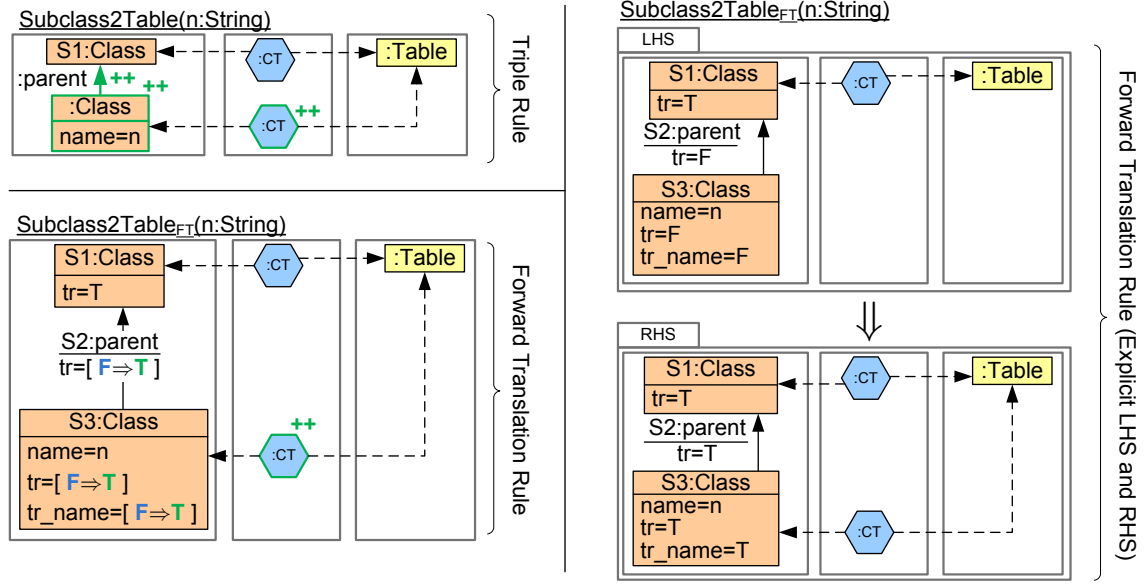 Subclass2Table(n:String)
S1:Class
:CT
:Table
:parent
++
++
:Class
name=n
:CT
++
Triple Rule
Subclass2TableFT(n:String)
S1:Class
tr=T
:CT
:Table
S2:parent
tr=[ F⇒T ]
S3:Class
name=n
tr=[ F⇒T ]
tr_name=[ F⇒T ]
++
:CT
Forward Translation Rule
Subclass2TableFT(n:String)
LHS
S1:Class
tr=T
:CT
:Table
S2:parent
tr=F
S3:Class
name=n
tr=F
tr_name=F
⇓
RHS
S1:Class
tr=T
:CT
:Table
S2:parent
tr=T
S3:Class
name=n
tr=T
tr_name=T
:CT
Forward Translation Rule (Explicit LHS and RHS)